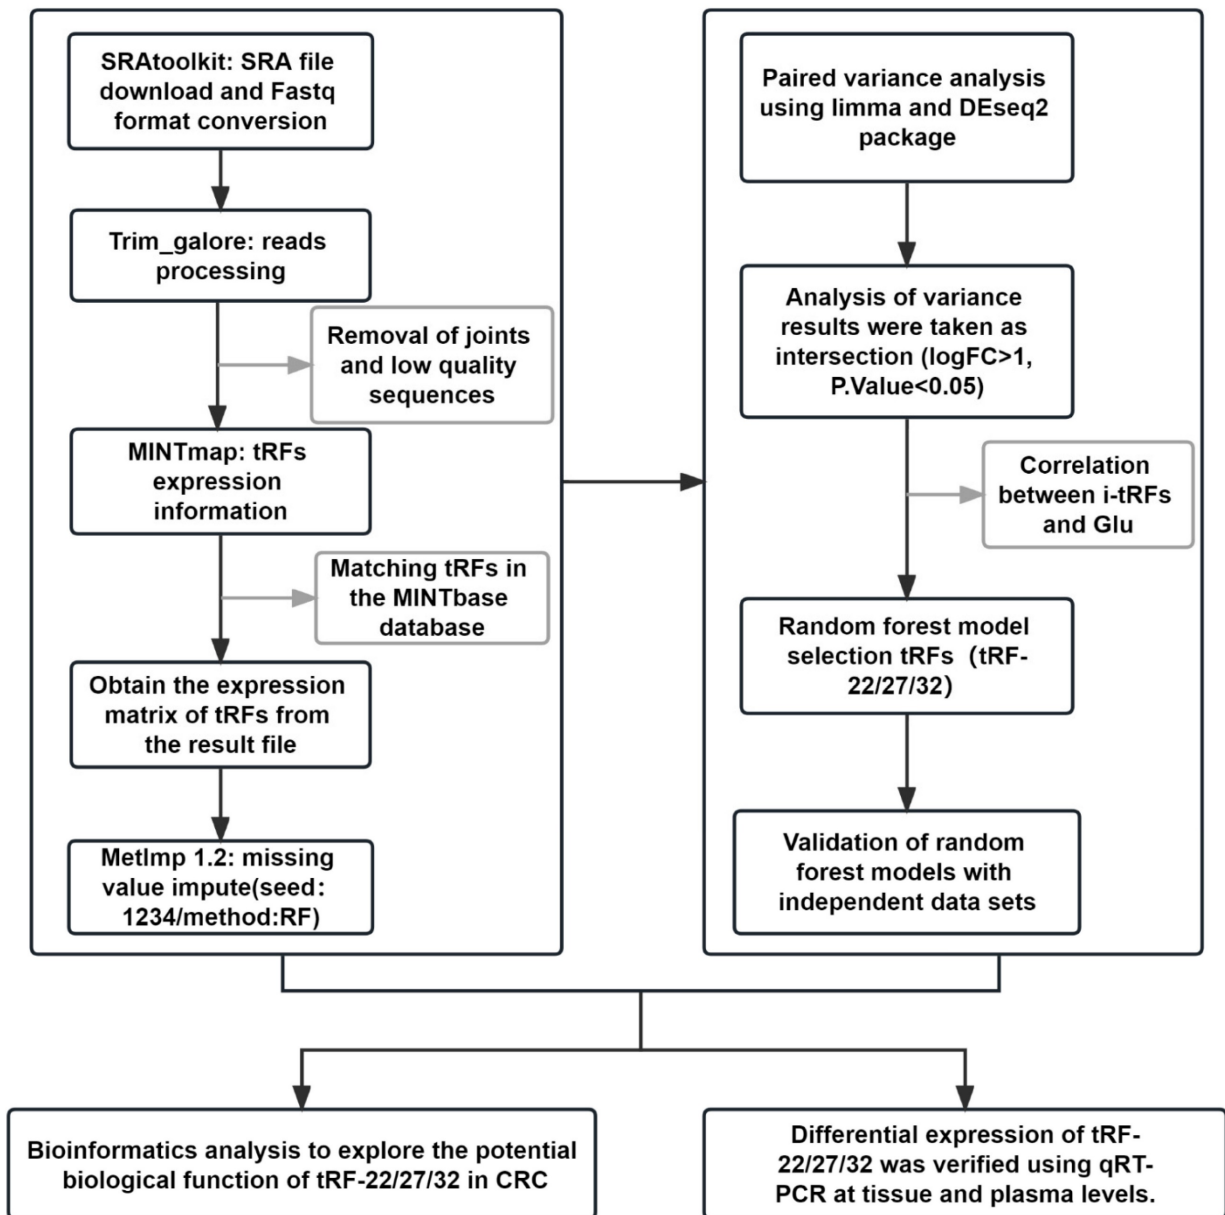 SRAtoolkit: SRA file
download and Fastq
format conversion
Trim_galore: reads
processing
Removal of joints
and low quality
sequences
MINTmap: tRFs
expression
information
Matching tRFs in
the MINTbase
database
Obtain the expression
matrix of tRFs from
the result file
MetImp 1.2: missing
value impute(seed:
1234/method:RF)
Paired variance analysis
using limma and DEseq2
package
Analysis of variance
results were taken as
intersection (logFC>1,
P.Value<0.05)
Correlation
between i-tRFs
and Glu
Random forest model
selection tRFs（tRF-
22/27/32）
Validation of random
forest models with
independent data sets
Bioinformatics analysis to explore the potential
biological function of tRF-22/27/32 in CRC
Differential expression of tRF-
22/27/32 was verified using qRT-
PCR at tissue and plasma levels.